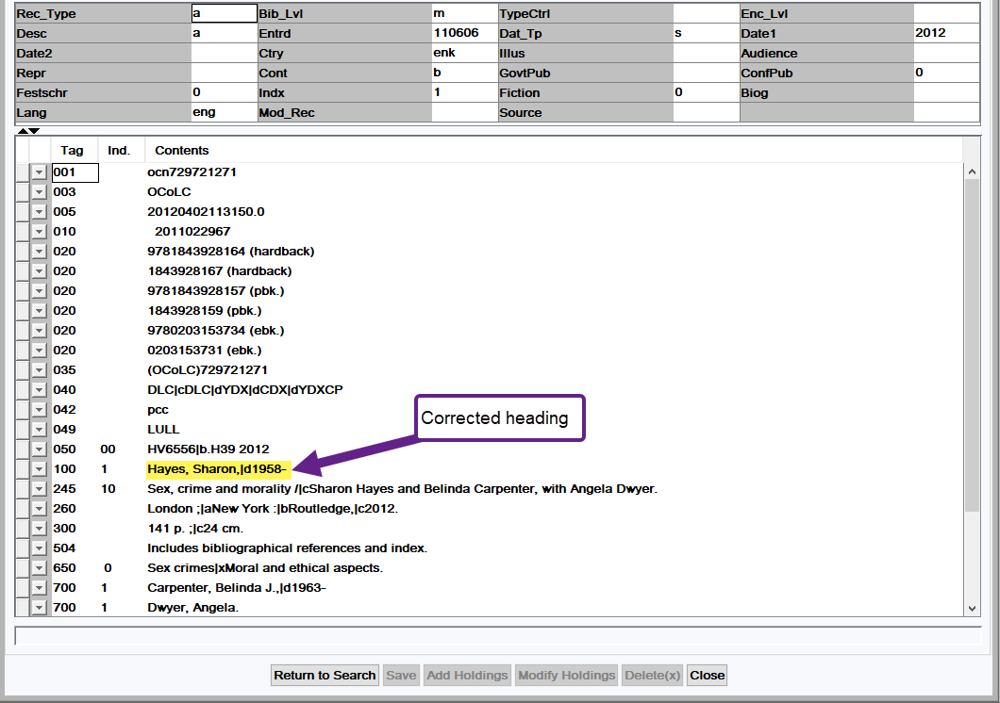 Rec_Type a Bib_Lvl m TypeCtrl Enc_Lvl
Desc a Entrd 110606 Dat_Tp s Date1 2012
Date2 Ctry enk Illus Audience
Repr Cont b GovtPub ConfPub 0
Festschr 0 Indx 1 Fiction 0 Biog
Lang eng Mod_Rec Source
Tag Ind. Contents
001 ocn729721271
003 OCoLC
005 20120402113150.0
010 2011022967
020 9781843928164 (hardback)
020 1843928167 (hardback)
020 9781843928157 (pbk.)
020 1843928159 (pbk.)
020 9780203153734 (ebk.)
020 0203153731 (ebk.)
035 (OCoLC)729721271
040 DLC|cDLC|dYDX|dCDX|dYDXCP
042 pcc
Corrected heading
049 LULL
050 00 HV6556|b.H39 2012
100 1 Hayes, Sharon,|d1958-
245 10 Sex, crime and morality /|cSharon Hayes and Belinda Carpenter, with Angela Dwyer.
260 London ;|aNew York :|bRoutledge,|c2012.
300 141 p. ;|c24 cm.
504 Includes bibliographical references and index.
650 0 Sex crimes|xMoral and ethical aspects.
700 1 Carpenter, Belinda J.,|d1963-
700 1 Dwyer, Angela.
Return to Search Save Add Holdings Modify Holdings Delete(x) Close